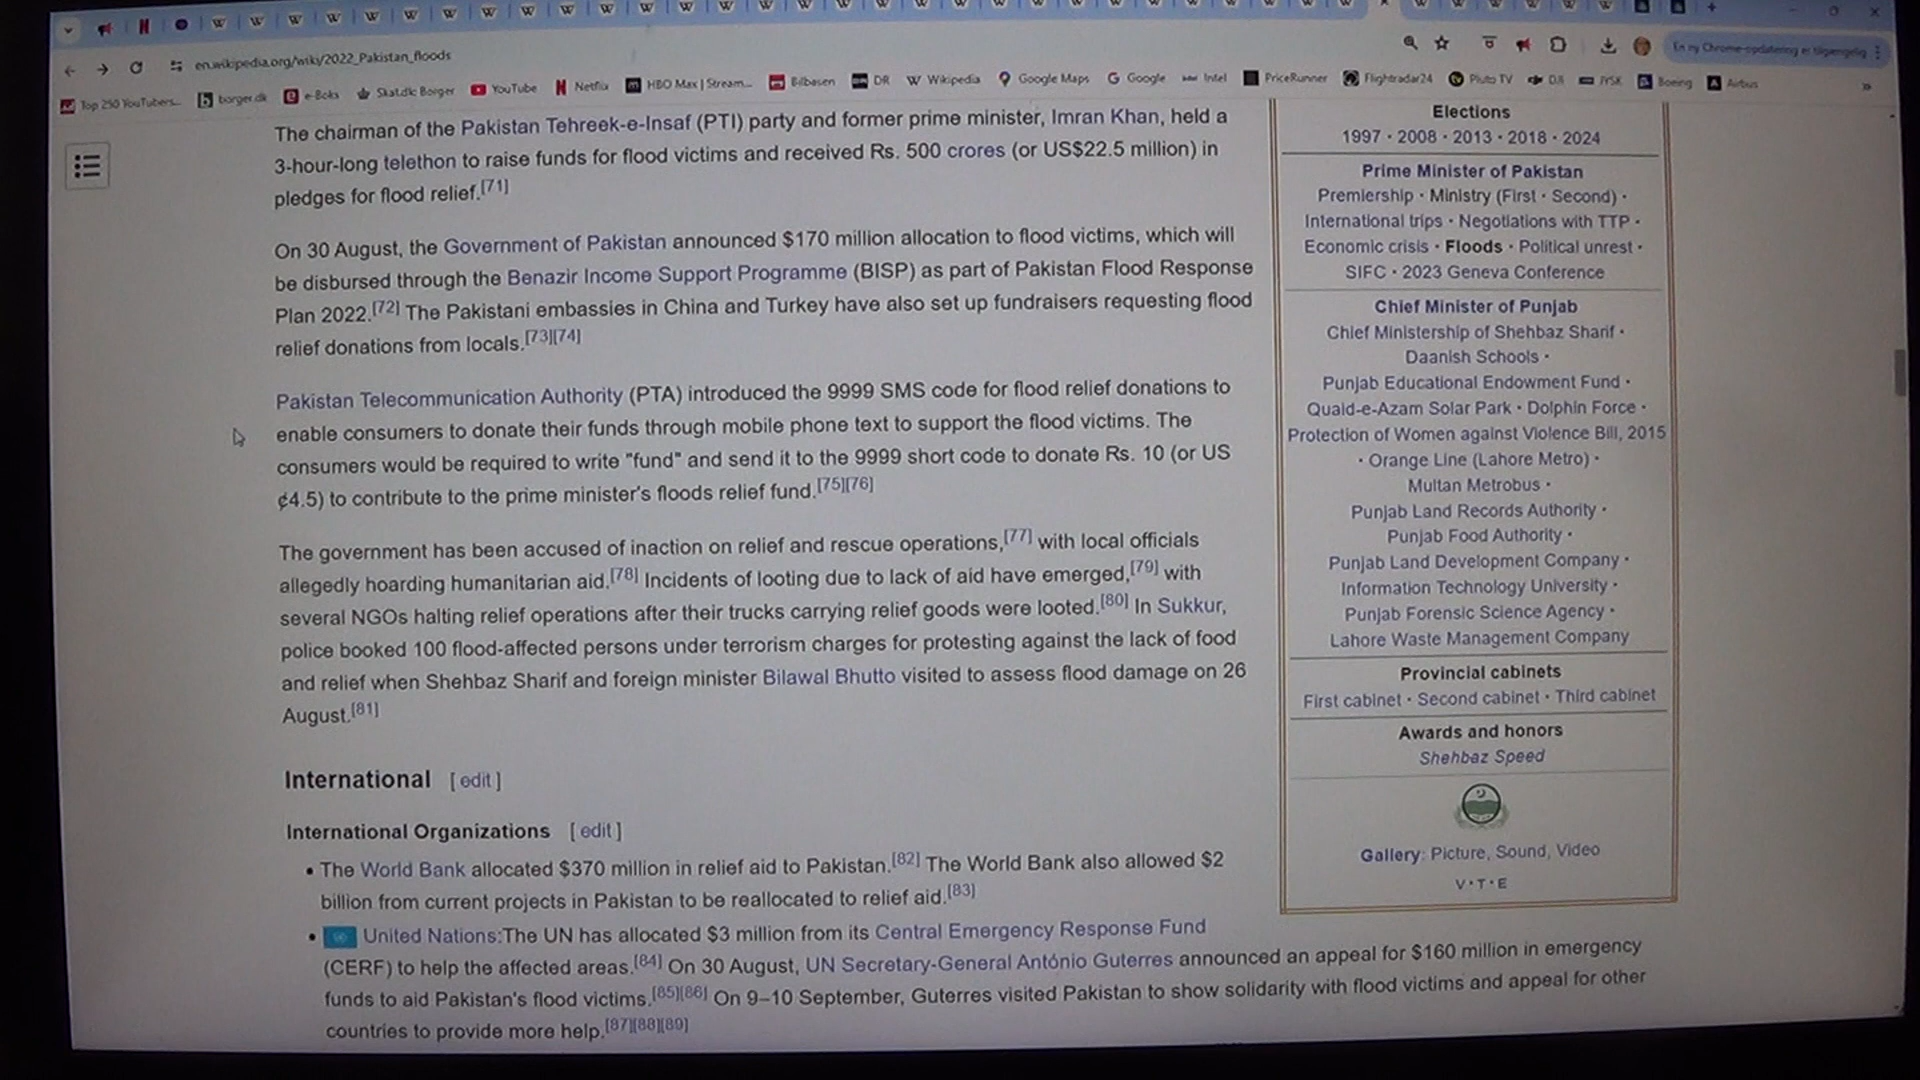 en.wikipedia.org/wiki/2022_Pakistan_floods
En ny Chrome-opdatering er tilgængelig
Top 250 YouTubers... borger.dk e-Boks Skat.dk: Borger YouTube Netflix HBO Max | Stream... Bilbasen DR Wikipedia Google Maps Google Intel PriceRunner Flightradar24 Pluto TV DJI JYSK Boeing Airbus »
The chairman of the Pakistan Tehreek-e-Insaf (PTI) party and former prime minister, Imran Khan, held a
3-hour-long telethon to raise funds for flood victims and received Rs. 500 crores (or US$22.5 million) in
pledges for flood relief.[71]
On 30 August, the Government of Pakistan announced $170 million allocation to flood victims, which will
be disbursed through the Benazir Income Support Programme (BISP) as part of Pakistan Flood Response
Plan 2022.[72] The Pakistani embassies in China and Turkey have also set up fundraisers requesting flood
relief donations from locals.[73][74]
Pakistan Telecommunication Authority (PTA) introduced the 9999 SMS code for flood relief donations to
enable consumers to donate their funds through mobile phone text to support the flood victims. The
consumers would be required to write "fund" and send it to the 9999 short code to donate Rs. 10 (or US
¢4.5) to contribute to the prime minister's floods relief fund.[75][76]
The government has been accused of inaction on relief and rescue operations,[77] with local officials
allegedly hoarding humanitarian aid.[78] Incidents of looting due to lack of aid have emerged,[79] with
several NGOs halting relief operations after their trucks carrying relief goods were looted.[80] In Sukkur,
police booked 100 flood-affected persons under terrorism charges for protesting against the lack of food
and relief when Shehbaz Sharif and foreign minister Bilawal Bhutto visited to assess flood damage on 26
August.[81]
International [ edit ]
International Organizations [ edit ]
• The World Bank allocated $370 million in relief aid to Pakistan.[82] The World Bank also allowed $2
billion from current projects in Pakistan to be reallocated to relief aid.[83]
• United Nations:The UN has allocated $3 million from its Central Emergency Response Fund
(CERF) to help the affected areas.[84] On 30 August, UN Secretary-General António Guterres announced an appeal for $160 million in emergency
funds to aid Pakistan's flood victims.[85][86] On 9–10 September, Guterres visited Pakistan to show solidarity with flood victims and appeal for other
countries to provide more help.[87][88][89]
Elections
1997 · 2008 · 2013 · 2018 · 2024
Prime Minister of Pakistan
Premiership · Ministry (First · Second) ·
International trips · Negotiations with TTP ·
Economic crisis · Floods · Political unrest ·
SIFC · 2023 Geneva Conference
Chief Minister of Punjab
Chief Ministership of Shehbaz Sharif ·
Daanish Schools ·
Punjab Educational Endowment Fund ·
Quaid-e-Azam Solar Park · Dolphin Force ·
Protection of Women against Violence Bill, 2015
· Orange Line (Lahore Metro) ·
Multan Metrobus ·
Punjab Land Records Authority ·
Punjab Food Authority ·
Punjab Land Development Company ·
Information Technology University ·
Punjab Forensic Science Agency ·
Lahore Waste Management Company
Provincial cabinets
First cabinet · Second cabinet · Third cabinet
Awards and honors
Shehbaz Speed
Gallery: Picture, Sound, Video
V · T · E